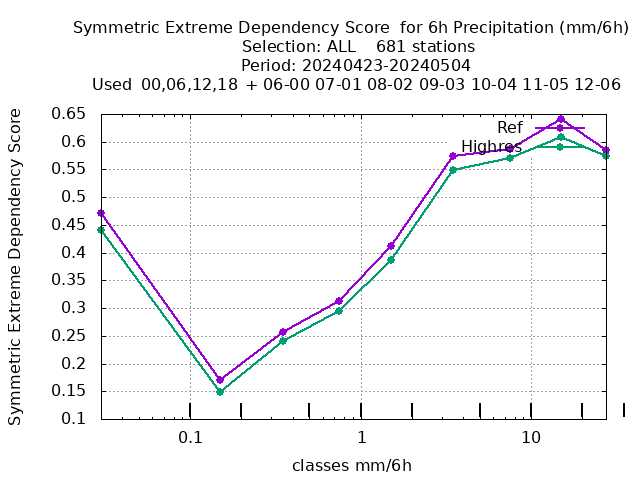 Symmetric Extreme Dependency Score  for 6h Precipitation (mm/6h)
Selection: ALL    681 stations
Period: 20240423-20240504
Used  00,06,12,18  + 06-00 07-01 08-02 09-03 10-04 11-05 12-06
Symmetric Extreme Dependency Score
0.65
0.6
0.55
0.5
0.45
0.4
0.35
0.3
0.25
0.2
0.15
0.1
Ref
Highres
0.1 1 10
classes mm/6h